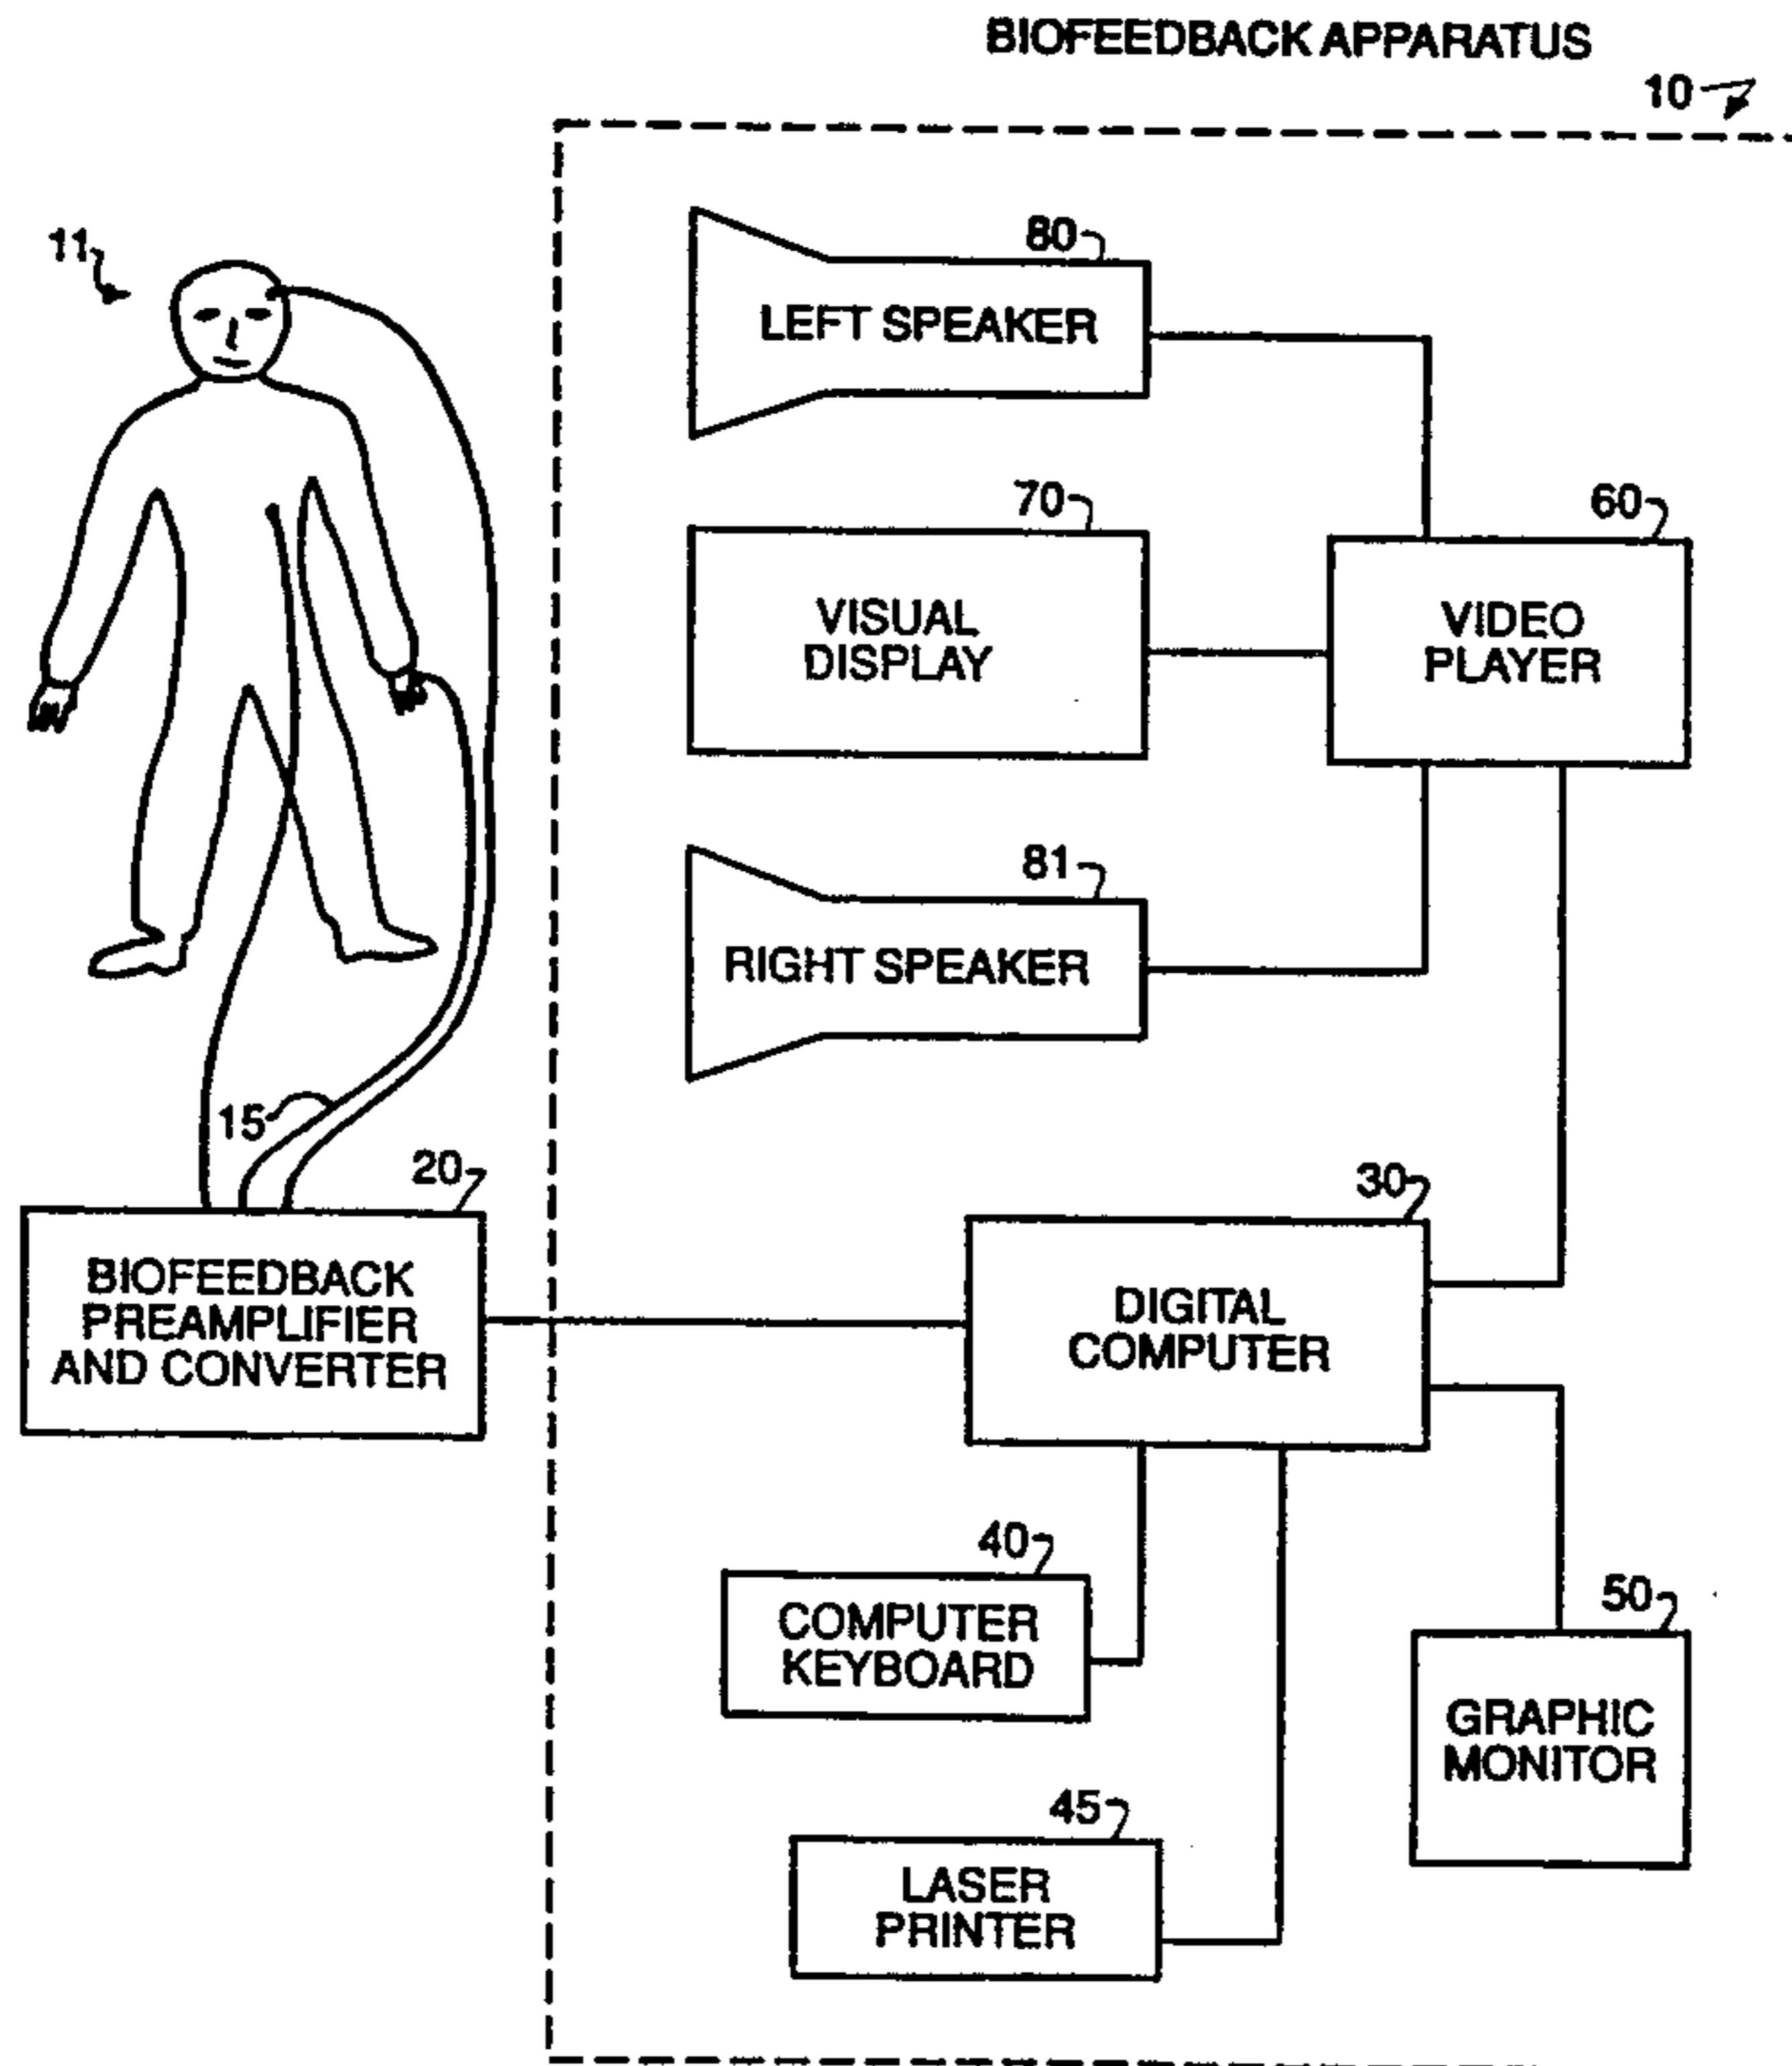 BIOFEEDBACK APPARATUS
10
11
80
LEFT SPEAKER
70
VISUAL
DISPLAY
60
VIDEO
PLAYER
81
RIGHT SPEAKER
15
20
BIOFEEDBACK
PREAMPLIFIER
AND CONVERTER
30
DIGITAL
COMPUTER
40
COMPUTER
KEYBOARD
50
GRAPHIC
MONITOR
45
LASER
PRINTER